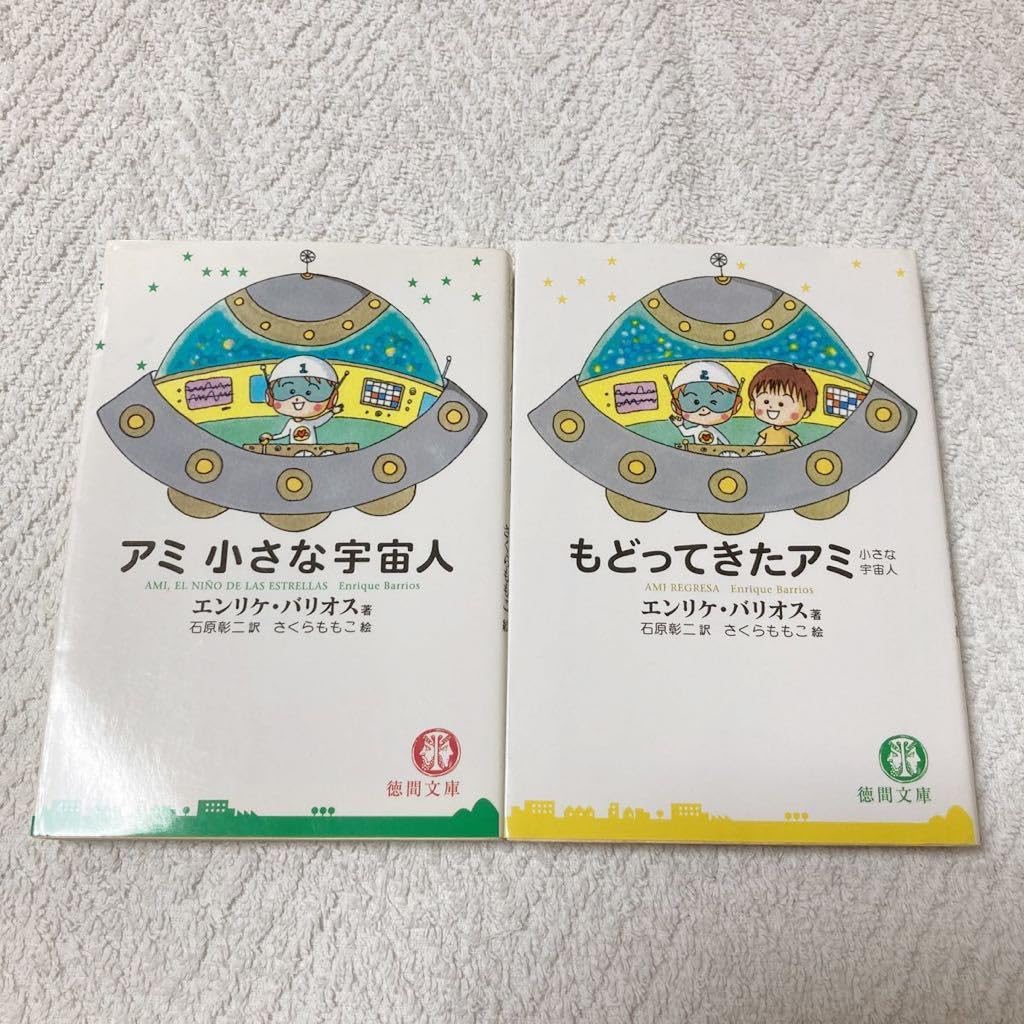 1
アミ 小さな宇宙人
AMI, EL NIÑO DE LAS ESTRELLAS Enrique Barrios
エンリケ・バリオス著
石原彰二訳 さくらももこ絵
徳間文庫
2
もどってきたアミ 小さな
宇宙人
AMI REGRESA Enrique Barrios
エンリケ・バリオス著
石原彰二訳 さくらももこ絵
徳間文庫